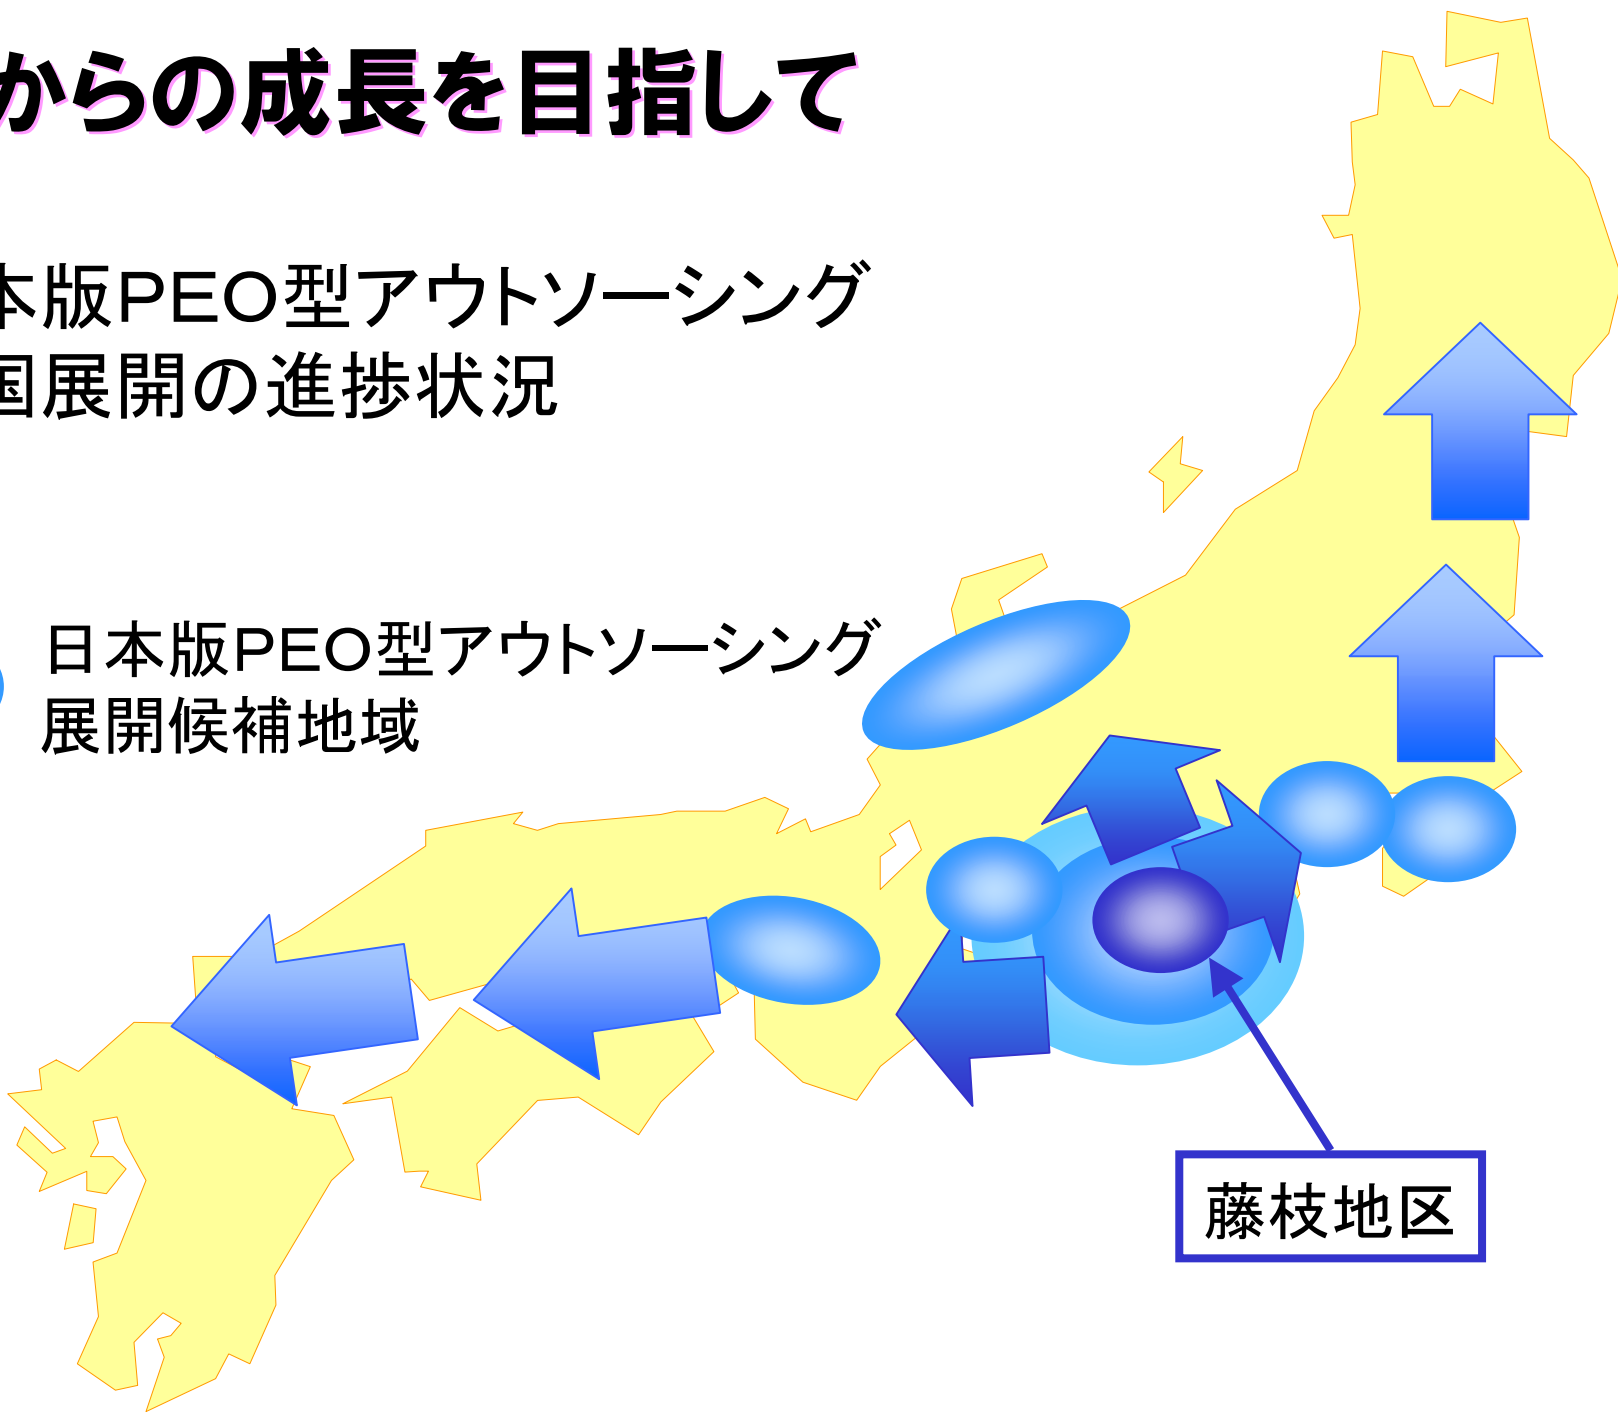 からの成長を目指して
本版PEO型アウトソーシング
国展開の進捗状況
日本版PEO型アウトソーシング
展開候補地域
藤枝地区